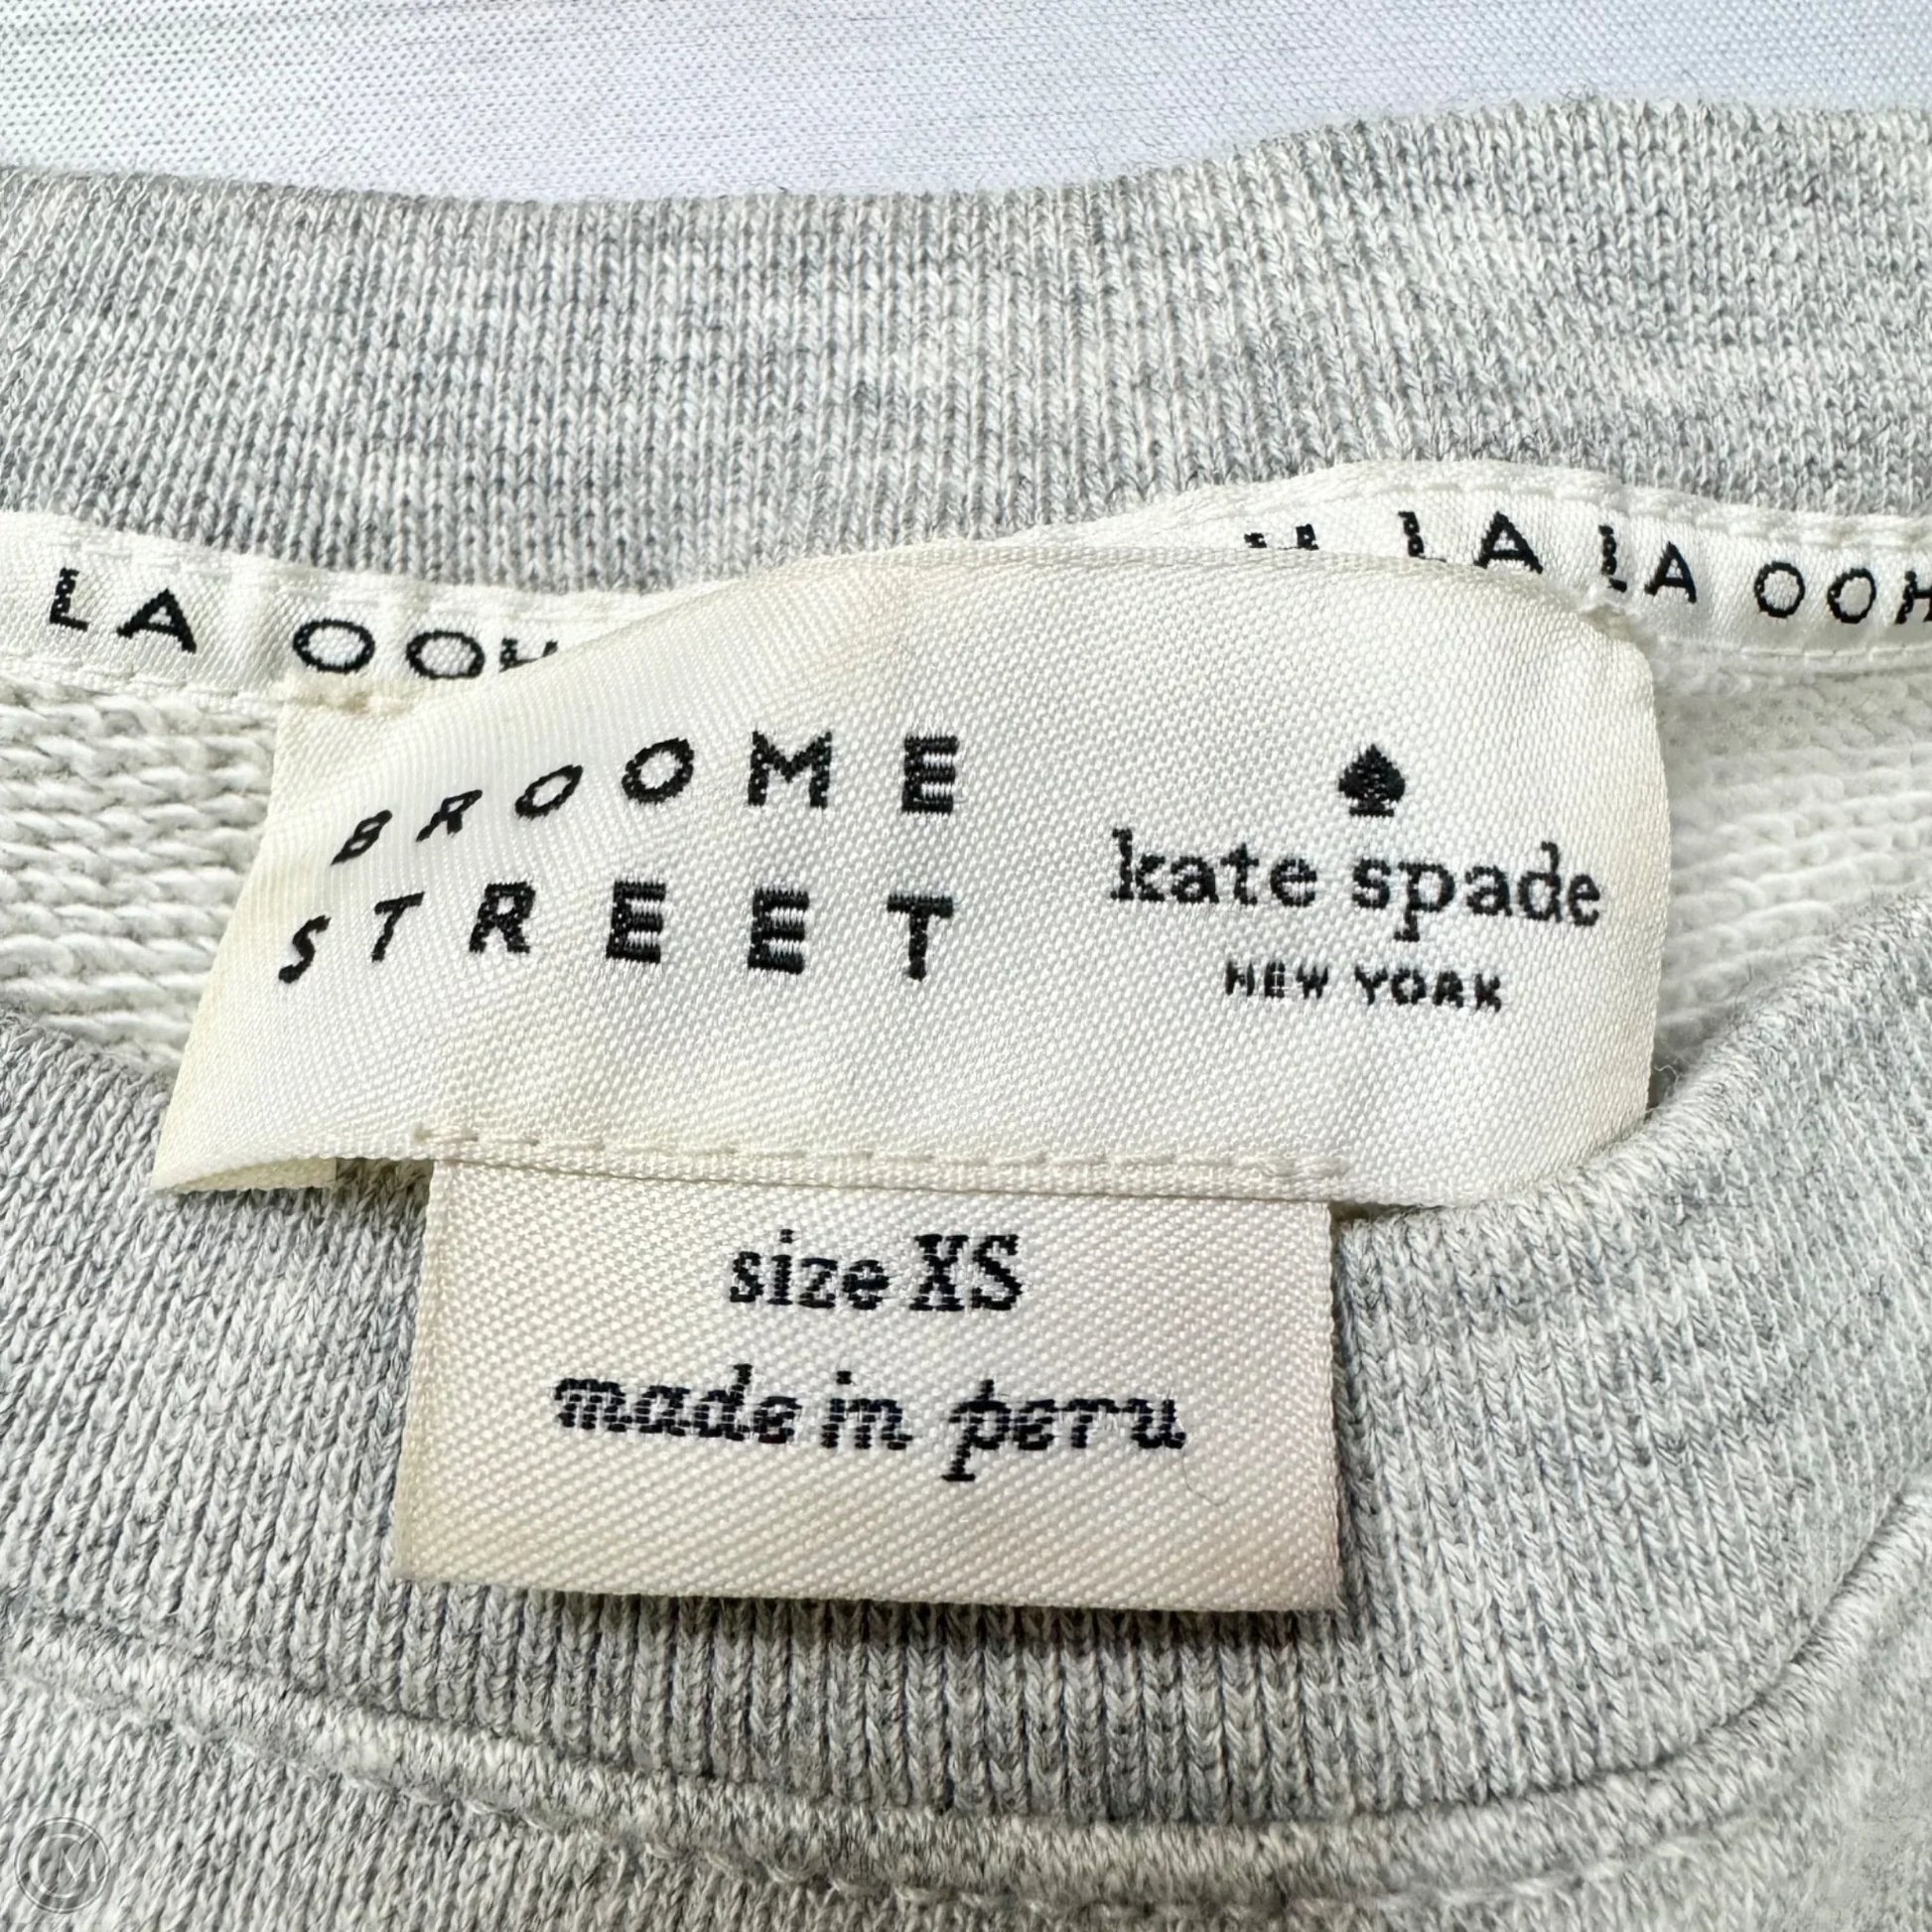 LA OOH LA LA OOH
BROOME
STREET
kate spade
NEW YORK
size XS
made in peru